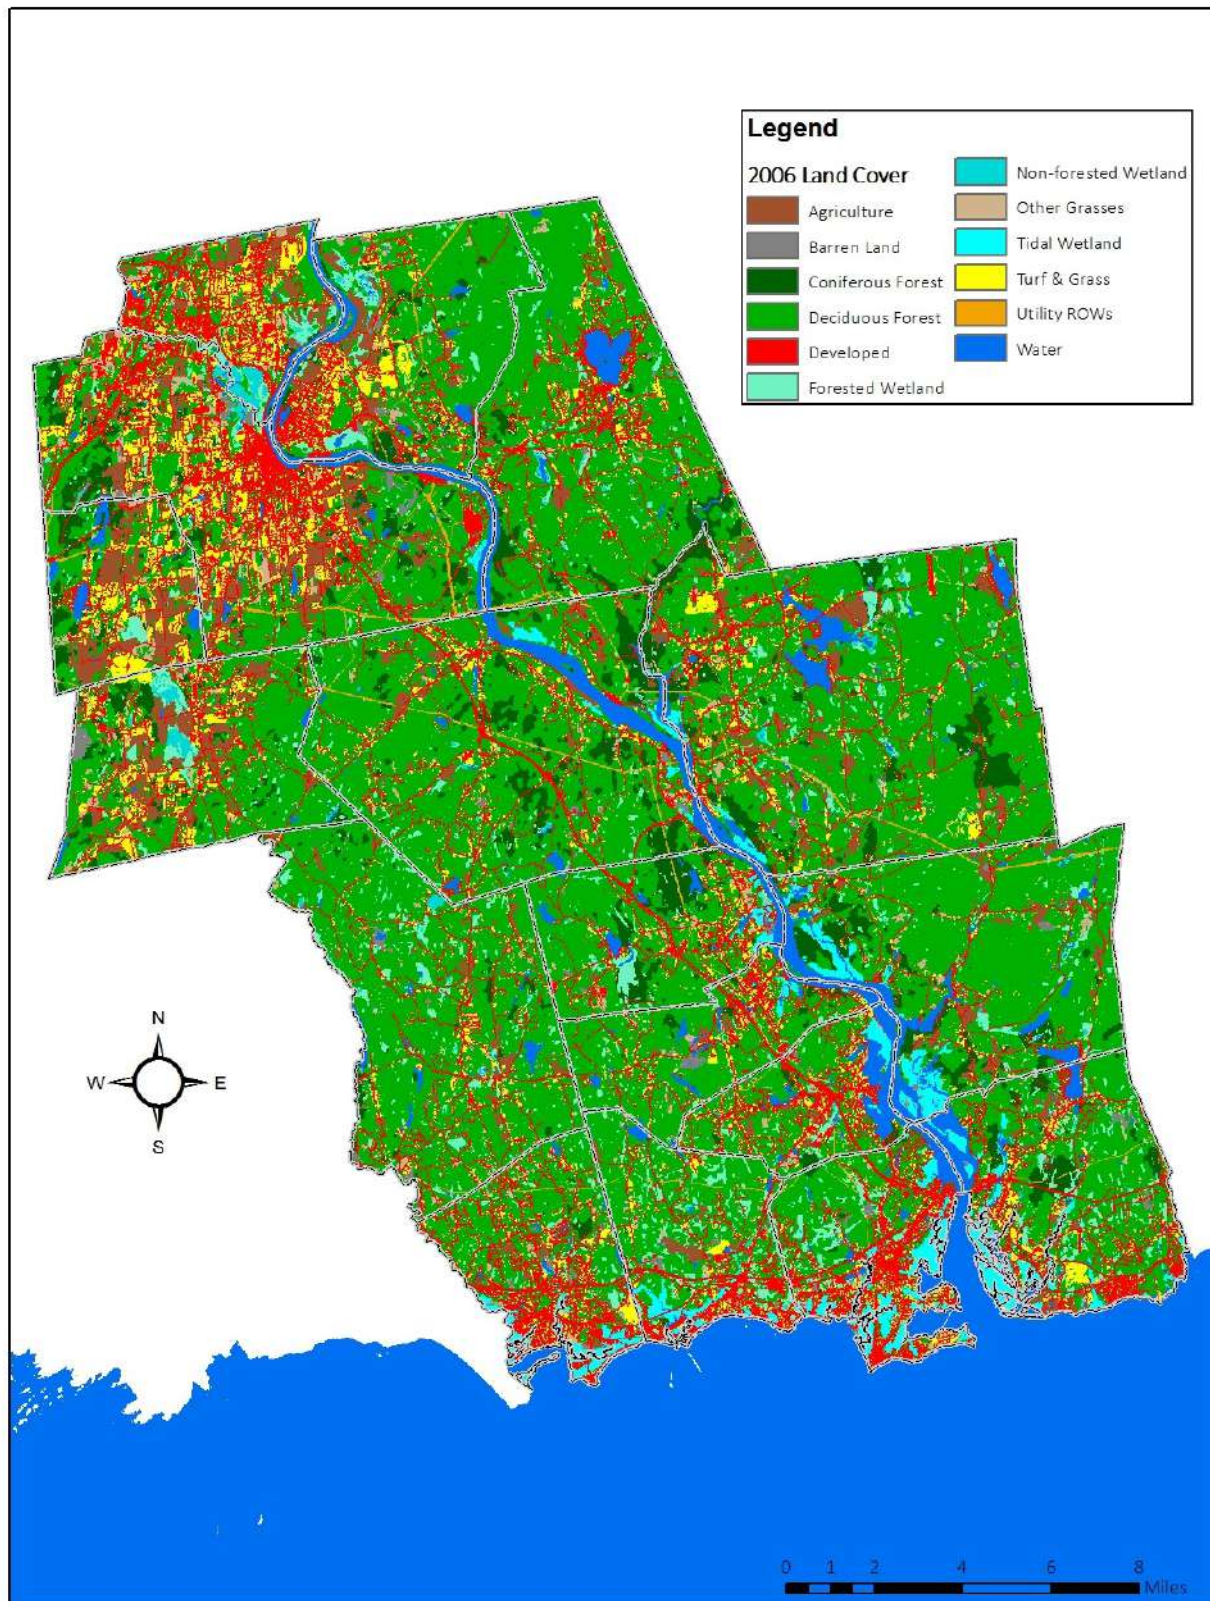 Legend
2006 Land Cover
Agriculture
Barren Land
Coniferous Forest
Deciduous Forest
Developed
Forested Wetland
Non-forested Wetland
Other Grasses
Tidal Wetland
Turf & Grass
Utility ROWs
Water
N
W E
S
0 1 2 4 6 8
Miles